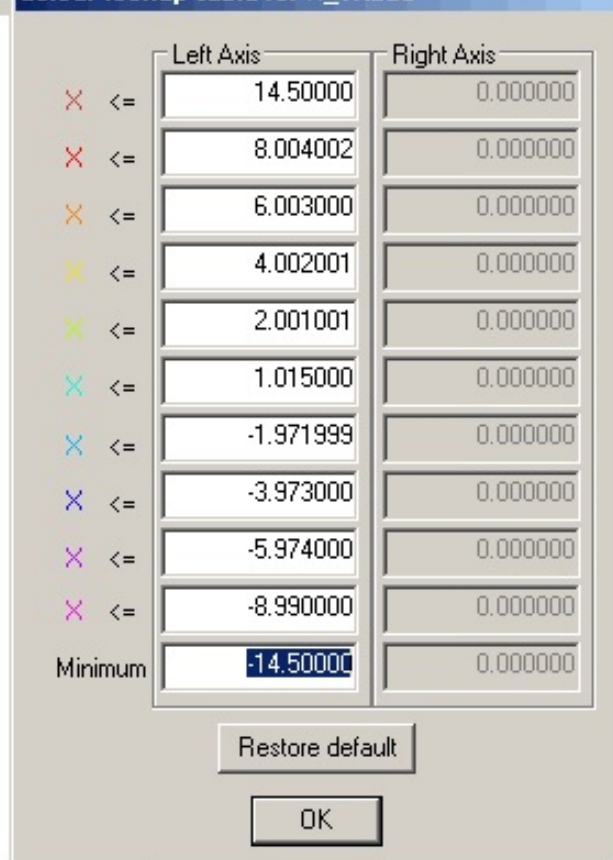 Left Axis Right Axis
X <= 14.50000 0.000000
X <= 8.004002 0.000000
X <= 6.003000 0.000000
X <= 4.002001 0.000000
X <= 2.001001 0.000000
X <= 1.015000 0.000000
X <= -1.971999 0.000000
X <= -3.973000 0.000000
X <= -5.974000 0.000000
X <= -8.990000 0.000000
Minimum -14.50000 0.000000
Restore default
OK